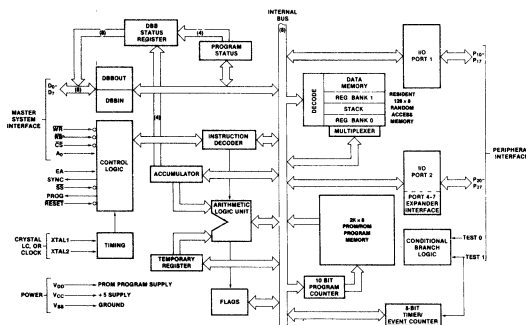 INTERNAL
BUS
(8)
DBB
STATUS
REGISTER
(8)
(4)
PROGRAM
STATUS
I/O
PORT 1
P10-
P17
D0-
D7
(8)
DBBOUT
DBBIN
MASTER
SYSTEM
INTERFACE
DECODE
DATA
MEMORY
REG BANK 1
STACK
REG BANK 0
MULTIPLEXER
RESIDENT
128 x 8
RANDOM
ACCESS
MEMORY
(4)
WR
RD
CS
A0
EA
SYNC
SS
PROG
RESET
CONTROL
LOGIC
INSTRUCTION
DECODER
ACCUMULATOR
PERIPHERAL
INTERFACE
I/O
PORT 2
PORT 4-7
EXPANDER
INTERFACE
P20-
P27
ARITHMETIC
LOGIC UNIT
2K x 8
PROM/ROM
PROGRAM
MEMORY
CONDITIONAL
BRANCH
LOGIC
TEST 0
TEST 1
CRYSTAL
LC, OR
CLOCK
XTAL1
XTAL2
TIMING
TEMPORARY
REGISTER
10 BIT
PROGRAM
COUNTER
FLAGS
8-BIT
TIMER/
EVENT COUNTER
POWER
VDD
PROM PROGRAM SUPPLY
VCC
+5 SUPPLY
VSS
GROUND